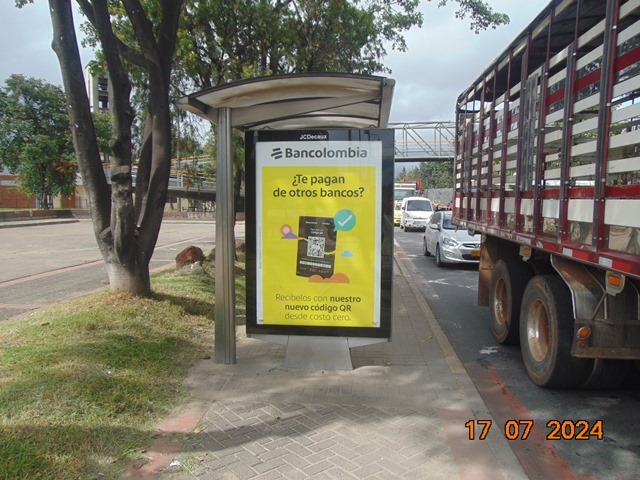 JCDecaux
Bancolombia
¿Te pagan
de otros bancos?
Recíbelos con nuestro
nuevo código QR
desde costo cero.
17 07 2024